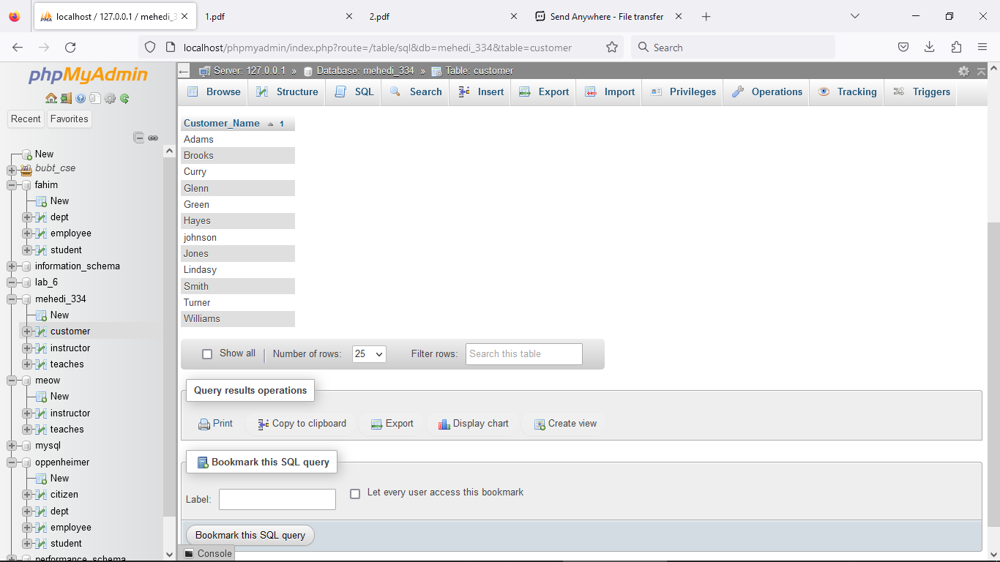 localhost / 127.0.0.1 / mehedi_3
1.pdf
2.pdf
Send Anywhere - File transfer
localhost/phpmyadmin/index.php?route=/table/sql&db=mehedi_334&table=customer
Search
phpMyAdmin
Recent
Favorites
New
bubt_cse
fahim
New
dept
employee
student
information_schema
lab_6
mehedi_334
New
customer
instructor
teaches
meow
New
instructor
teaches
mysql
oppenheimer
New
citizen
dept
employee
student
performance_schema
Server: 127.0.0.1 » Database: mehedi_334 » Table: customer
Browse Structure SQL Search Insert Export Import Privileges Operations Tracking Triggers
Customer_Name 1
Adams
Brooks
Curry
Glenn
Green
Hayes
johnson
Jones
Lindasy
Smith
Turner
Williams
Show all Number of rows: 25 Filter rows: Search this table
Query results operations
Print Copy to clipboard Export Display chart Create view
Bookmark this SQL query
Label: Let every user access this bookmark
Bookmark this SQL query
Console